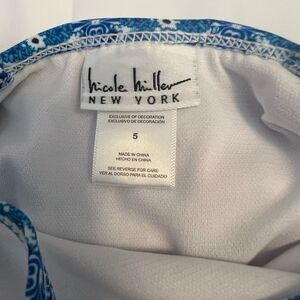 nicole miller
NEW YORK
EXCLUSIVE OF DECORATION
EXCLUSIVO DE DECORACIÓN
5
MADE IN CHINA
HECHO EN CHINA
SEE REVERSE FOR CARE
VER AL DORSO PARA EL CUIDADO